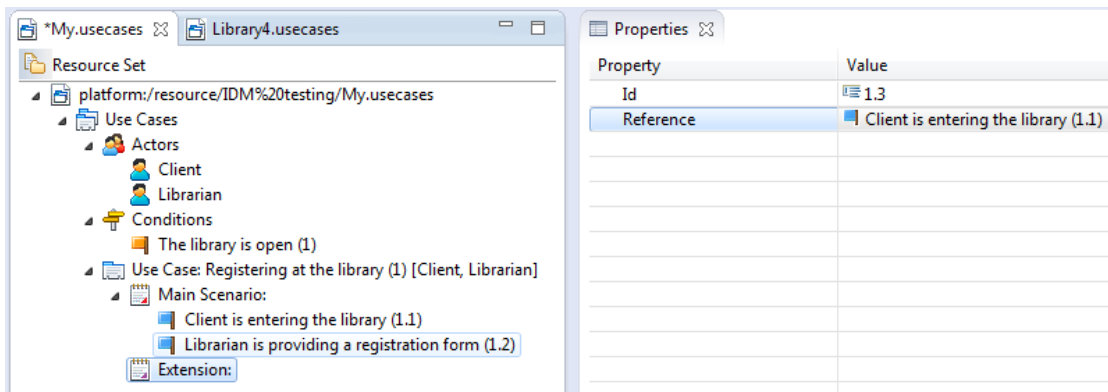 *My.usecases Library4.usecases
Resource Set
platform:/resource/IDM%20testing/My.usecases
Use Cases
Actors
Client
Librarian
Conditions
The library is open (1)
Use Case: Registering at the library (1) [Client, Librarian]
Main Scenario:
Client is entering the library (1.1)
Librarian is providing a registration form (1.2)
Extension:
Properties
Property Value
Id 1.3
Reference Client is entering the library (1.1)